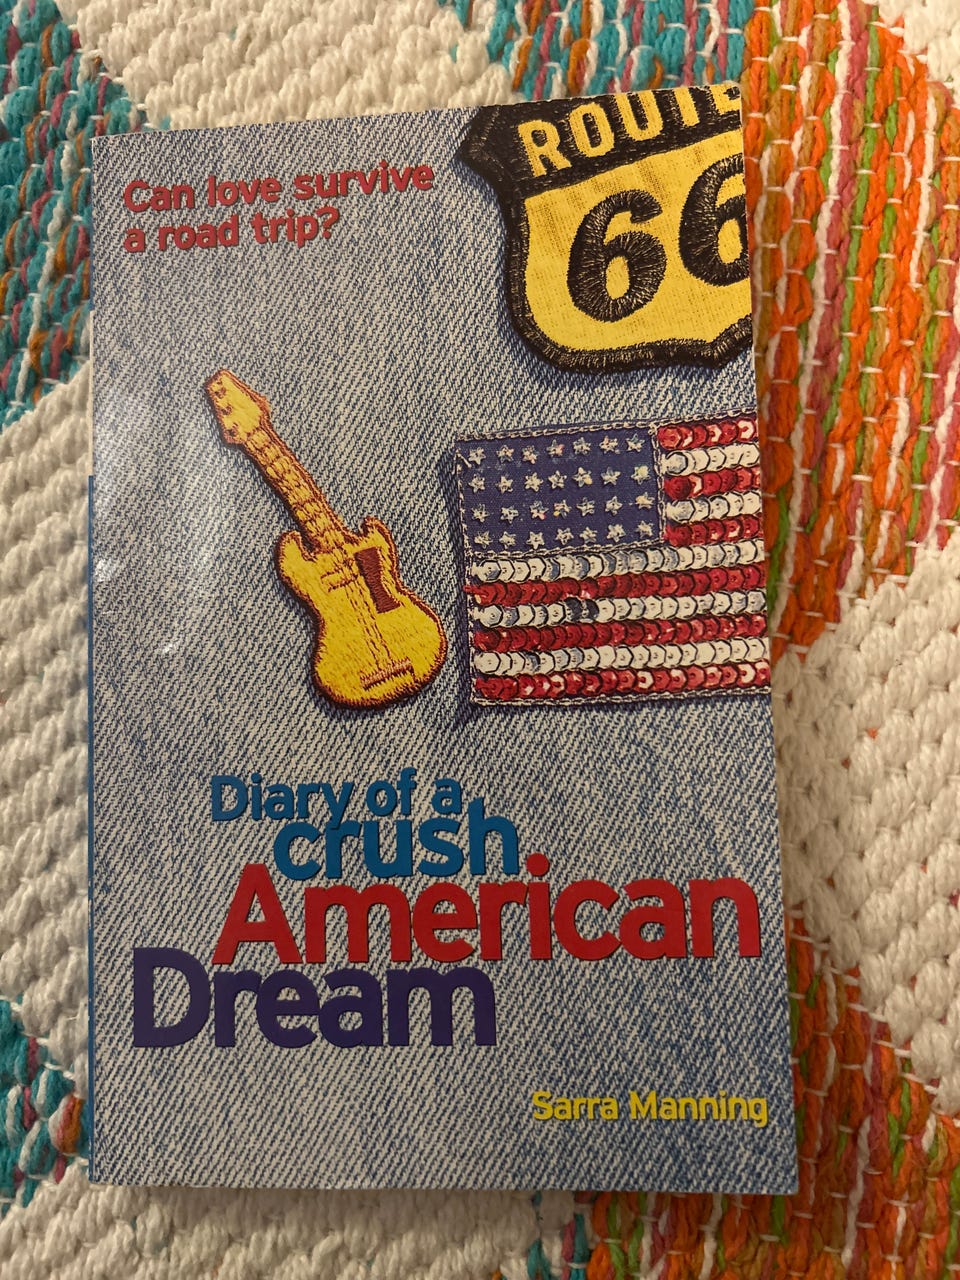 Can love survive
a road trip?
ROUTE
66
Diary of a
crush
American
Dream
Sarra Manning